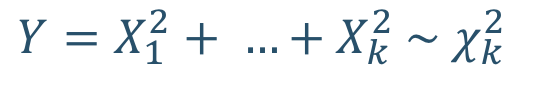 Y = X₁² + ... + Xₖ² ~ χₖ²